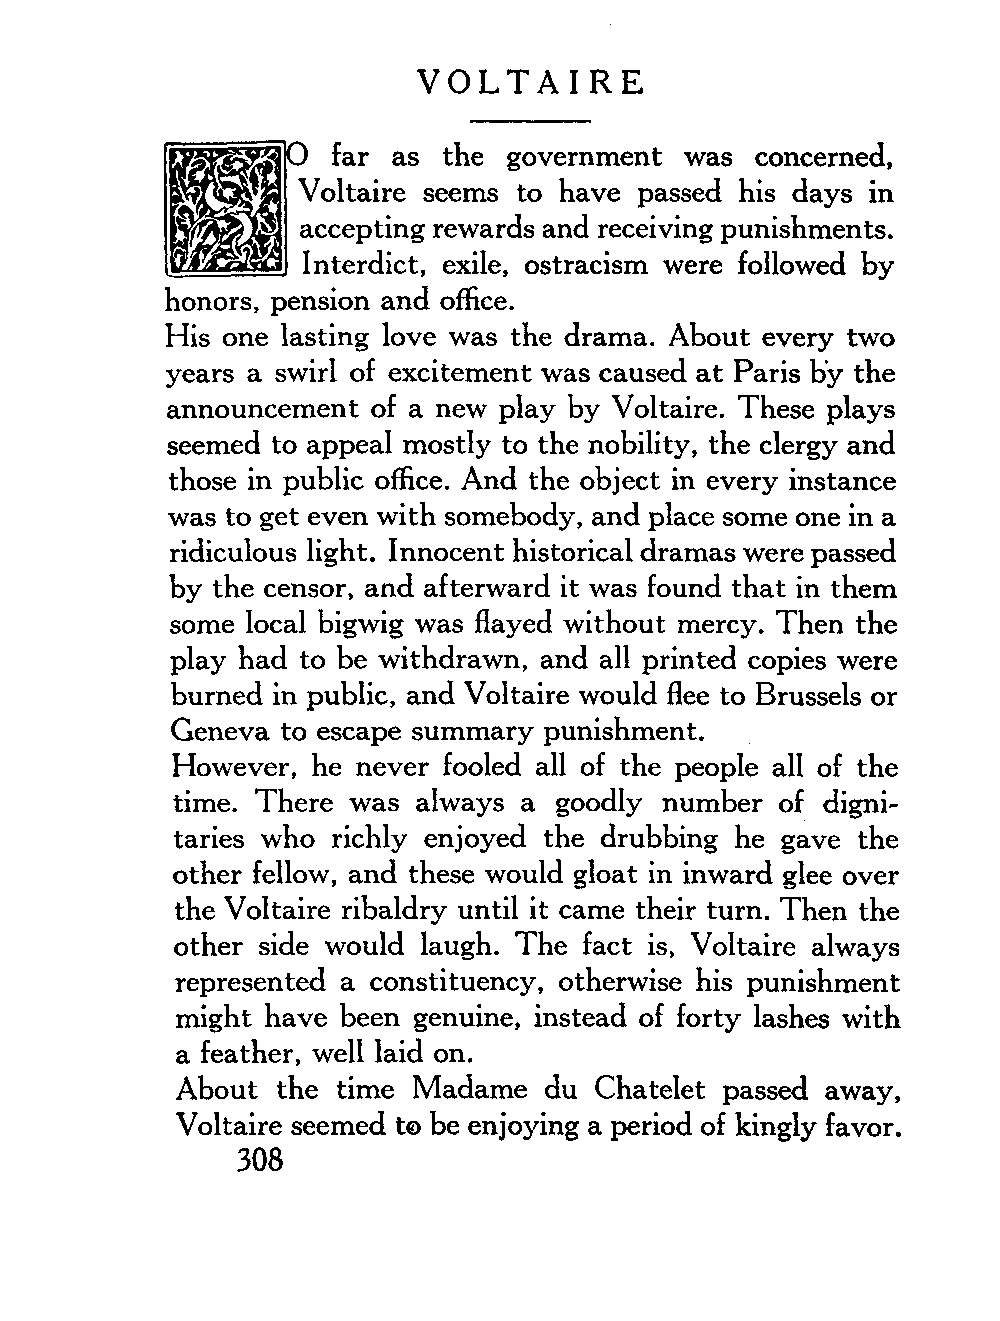 VOLTAIRE
SO far as the government was concerned,
Voltaire seems to have passed his days in
accepting rewards and receiving punishments.
Interdict, exile, ostracism were followed by
honors, pension and office.
His one lasting love was the drama. About every two
years a swirl of excitement was caused at Paris by the
announcement of a new play by Voltaire. These plays
seemed to appeal mostly to the nobility, the clergy and
those in public office. And the object in every instance
was to get even with somebody, and place some one in a
ridiculous light. Innocent historical dramas were passed
by the censor, and afterward it was found that in them
some local bigwig was flayed without mercy. Then the
play had to be withdrawn, and all printed copies were
burned in public, and Voltaire would flee to Brussels or
Geneva to escape summary punishment.
However, he never fooled all of the people all of the
time. There was always a goodly number of digni-
taries who richly enjoyed the drubbing he gave the
other fellow, and these would gloat in inward glee over
the Voltaire ribaldry until it came their turn. Then the
other side would laugh. The fact is, Voltaire always
represented a constituency, otherwise his punishment
might have been genuine, instead of forty lashes with
a feather, well laid on.
About the time Madame du Chatelet passed away,
Voltaire seemed to be enjoying a period of kingly favor.
308